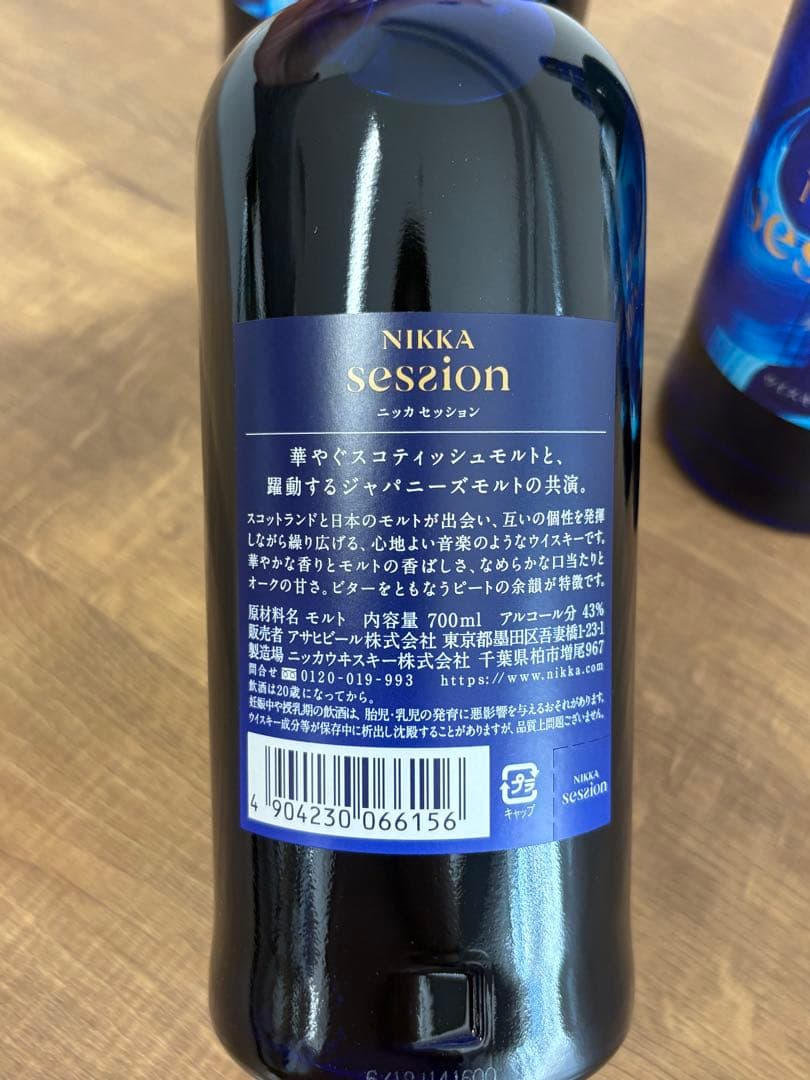 NIKKA
session
ニッカ セッション
華やぐスコティッシュモルトと、
躍動するジャパニーズモルトの共演。
スコットランドと日本のモルトが出会い、互いの個性を発揮
しながら繰り広げる、心地よい音楽のようなウイスキーです。
華やかな香りとモルトの香ばしさ、なめらかな口当たりと
オークの甘さ。ビターをともなうピートの余韻が特徴です。
原材料名 モルト 内容量 700ml アルコール分 43%
販売者 アサヒビール株式会社 東京都墨田区吾妻橋1-23-1
製造場 ニッカウヰスキー株式会社 千葉県柏市増尾967
問合せ 0120-019-993 https://www.nikka.com
飲酒は20歳になってから。
妊娠中や授乳期の飲酒は、胎児・乳児の発育に悪影響を与えるおそれがあります。
ウイスキー成分等が保存中に析出し沈殿することがありますが、品質上問題ございません。
4 904230 066156
プラ
キャップ
NIKKA
session